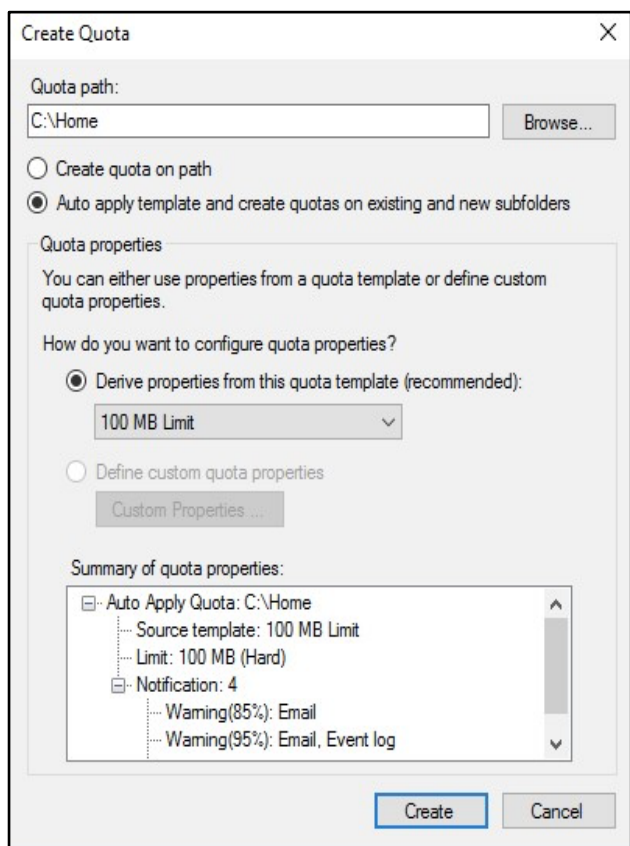 Create Quota
Quota path:
C:\Home
Browse...
Create quota on path
Auto apply template and create quotas on existing and new subfolders
Quota properties
You can either use properties from a quota template or define custom
quota properties.
How do you want to configure quota properties?
Derive properties from this quota template (recommended):
100 MB Limit
Define custom quota properties
Custom Properties ...
Summary of quota properties:
Auto Apply Quota: C:\Home
Source template: 100 MB Limit
Limit: 100 MB (Hard)
Notification: 4
Warning(85%): Email
Warning(95%): Email, Event log
Create
Cancel